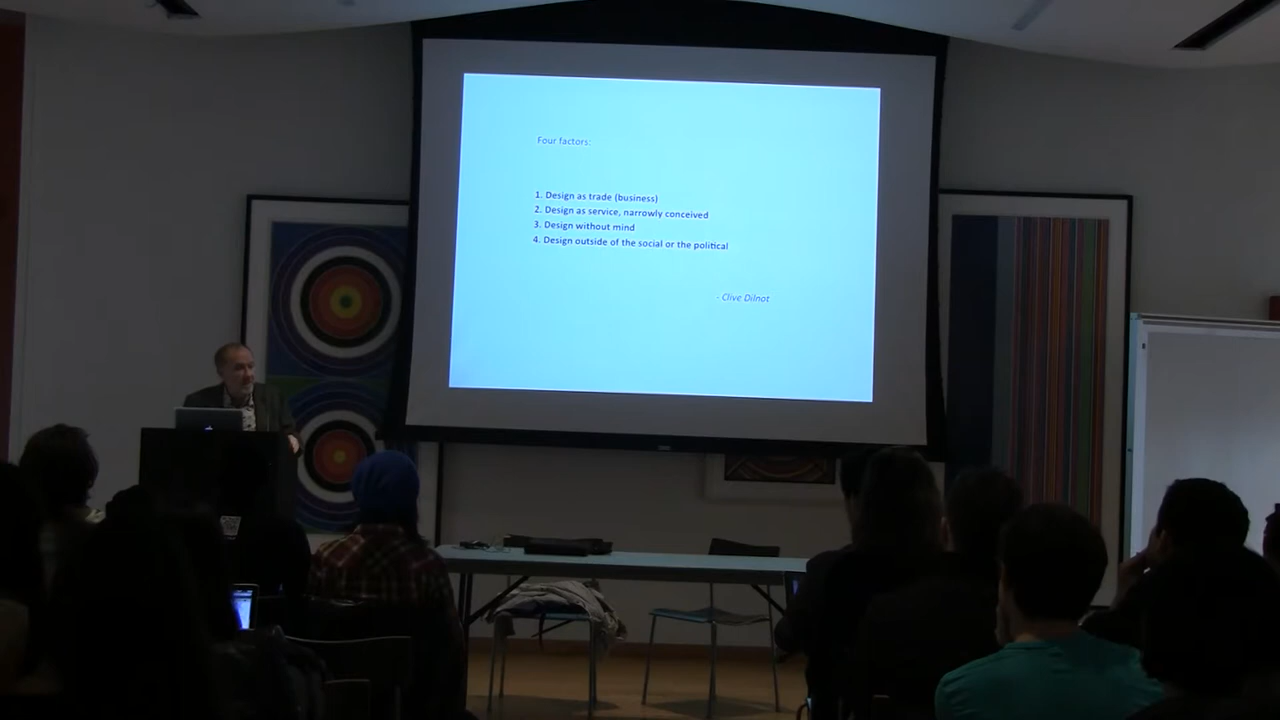 Four factors:
1. Design as trade (business)
2. Design as service, narrowly conceived
3. Design without mind
4. Design outside of the social or the political
- Clive Dilnot